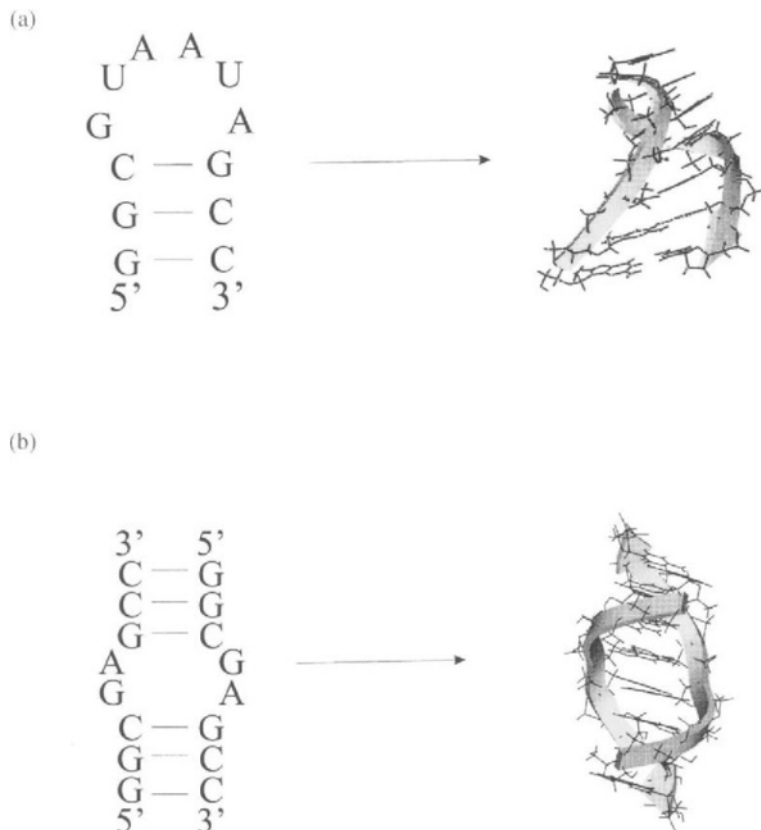 (a)
A A
U U
G A
C — G
G — C
G — C
5’ 3’
(b)
3’ 5’
C — G
C — G
G — C
A G
G A
C — G
G — C
G — C
5’ 3’